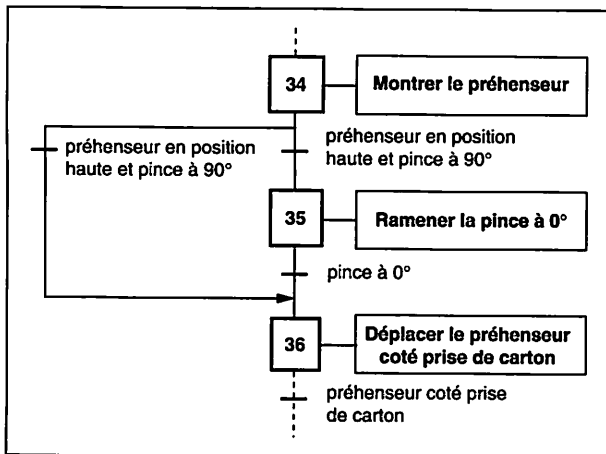 34
Montrer le préhenseur
préhenseur en position
haute et pince à 90°
préhenseur en position
haute et pince à 90°
35
Ramener la pince à 0°
pince à 0°
36
Déplacer le préhenseur
coté prise de carton
préhenseur coté prise
de carton